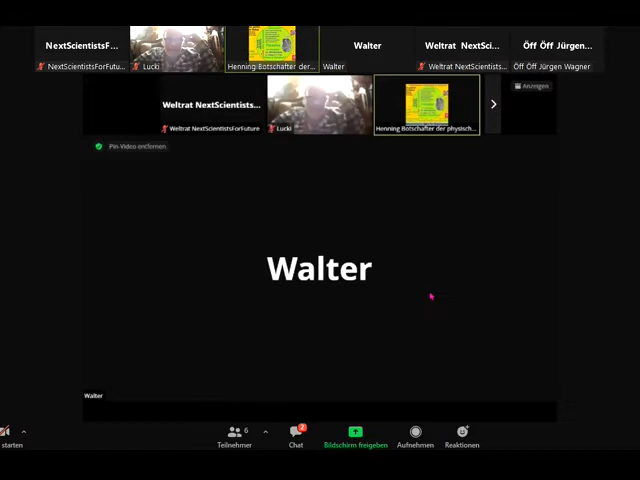 NextScientistsF...
Walter
Weltrat NextSci...
Öff Öff Jürgen...
NextScientistsForFutu...
Lucki
Henning Botschafter der...
Walter
Weltrat NextScientists...
Öff Öff Jürgen Wagner
Weltrat NextScientists...
Anzeigen
Weltrat NextScientistsForFuture
Lucki
Henning Botschafter der physisch...
Pin-Video entfernen
Walter
Walter
starten
Teilnehmer
6
Chat
2
Bildschirm freigeben
Aufnehmen
Reaktionen